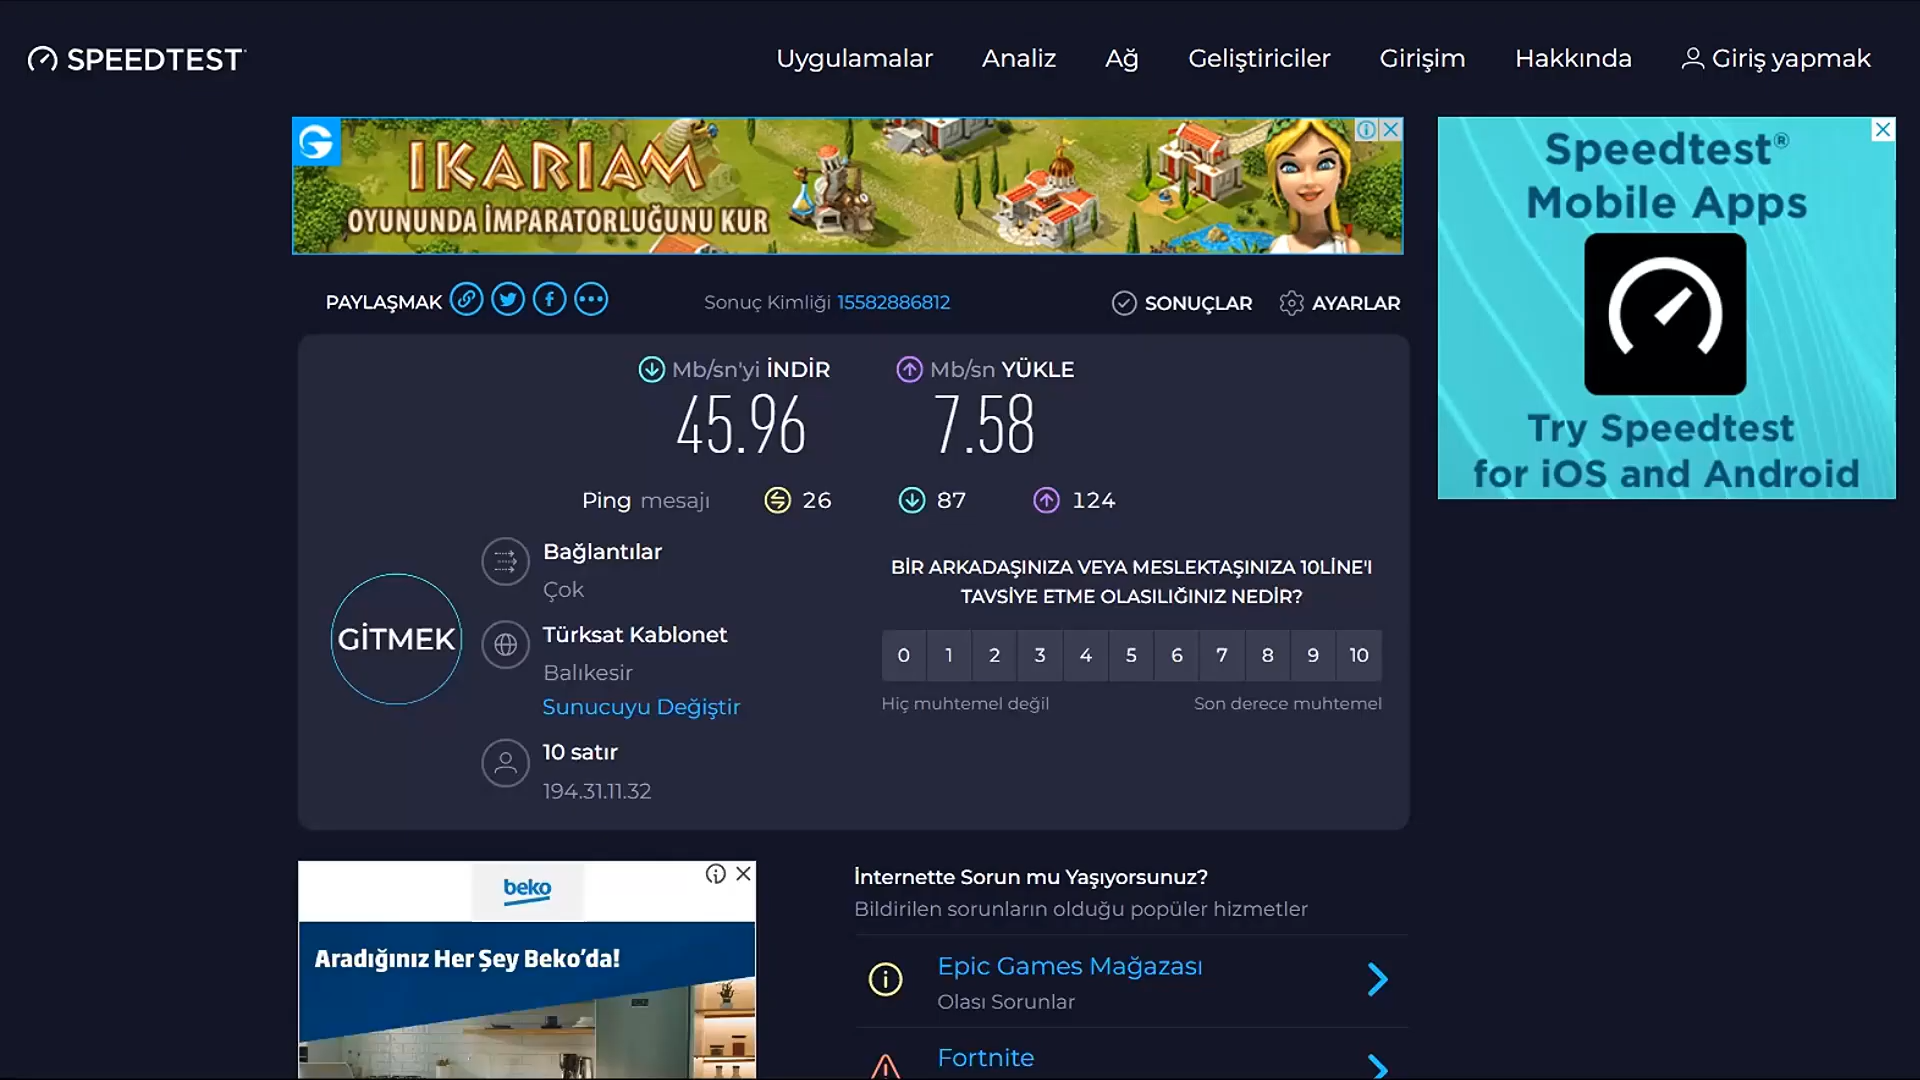 SPEEDTEST
Uygulamalar Analiz Ağ Geliştiriciler Girişim Hakkında Giriş yapmak
IKARIAM
OYUNUNDA İMPARATORLUĞUNU KUR
Speedtest®
Mobile Apps
Try Speedtest
for iOS and Android
PAYLAŞMAK
Sonuç Kimliği 15582886812
SONUÇLAR AYARLAR
Mb/sn'yi İNDİR Mb/sn YÜKLE
45.96 7.58
Ping mesajı 26 87 124
GİTMEK
Bağlantılar
Çok
Türksat Kablonet
Balıkesir
Sunucuyu Değiştir
10 satır
194.31.11.32
BİR ARKADAŞINIZA VEYA MESLEKTAŞINIZA 10LİNE'I
TAVSİYE ETME OLASILIĞINIZ NEDİR?
0 1 2 3 4 5 6 7 8 9 10
Hiç muhtemel değil Son derece muhtemel
beko
Aradığınız Her Şey Beko'da!
İnternette Sorun mu Yaşıyorsunuz?
Bildirilen sorunların olduğu popüler hizmetler
Epic Games Mağazası
Olası Sorunlar
Fortnite